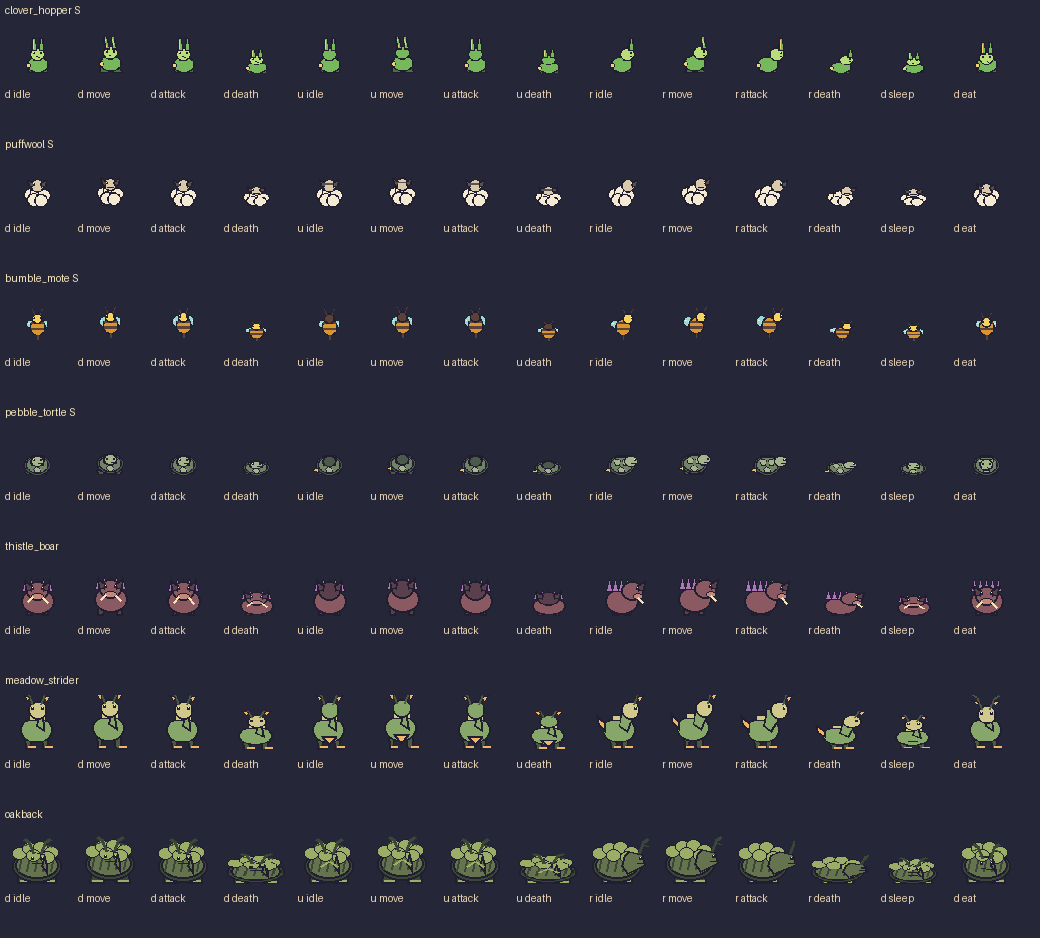 clover_hopper S
d idle d move d attack d death u idle u move u attack u death r idle r move r attack r death d sleep d eat
puffwool S
d idle d move d attack d death u idle u move u attack u death r idle r move r attack r death d sleep d eat
bumble_mote S
d idle d move d attack d death u idle u move u attack u death r idle r move r attack r death d sleep d eat
pebble_tortle S
d idle d move d attack d death u idle u move u attack u death r idle r move r attack r death d sleep d eat
thistle_boar
d idle d move d attack d death u idle u move u attack u death r idle r move r attack r death d sleep d eat
meadow_strider
d idle d move d attack d death u idle u move u attack u death r idle r move r attack r death d sleep d eat
oakback
d idle d move d attack d death u idle u move u attack u death r idle r move r attack r death d sleep d eat